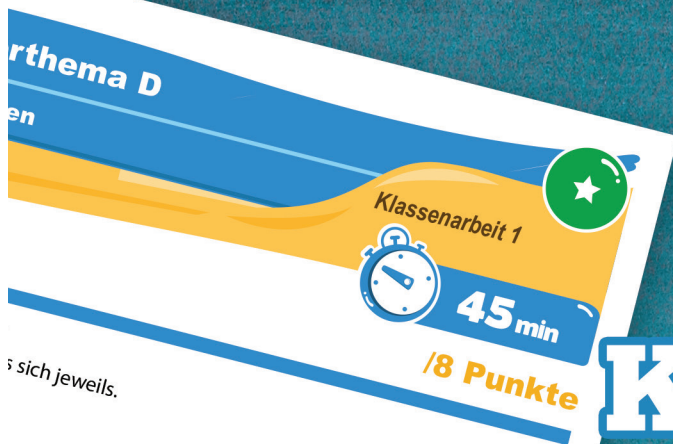 rthema D
en
Klassenarbeit 1
45 min
/8 Punkte
K
s sich jeweils.